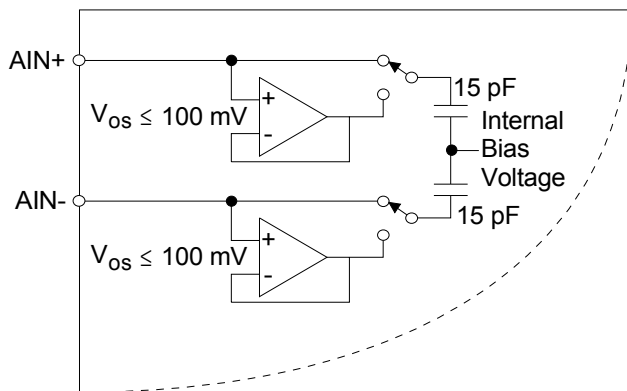 AIN+
15 pF
+
Vos ≤ 100 mV
-
Internal
Bias
Voltage
AIN-
15 pF
+
Vos ≤ 100 mV
-